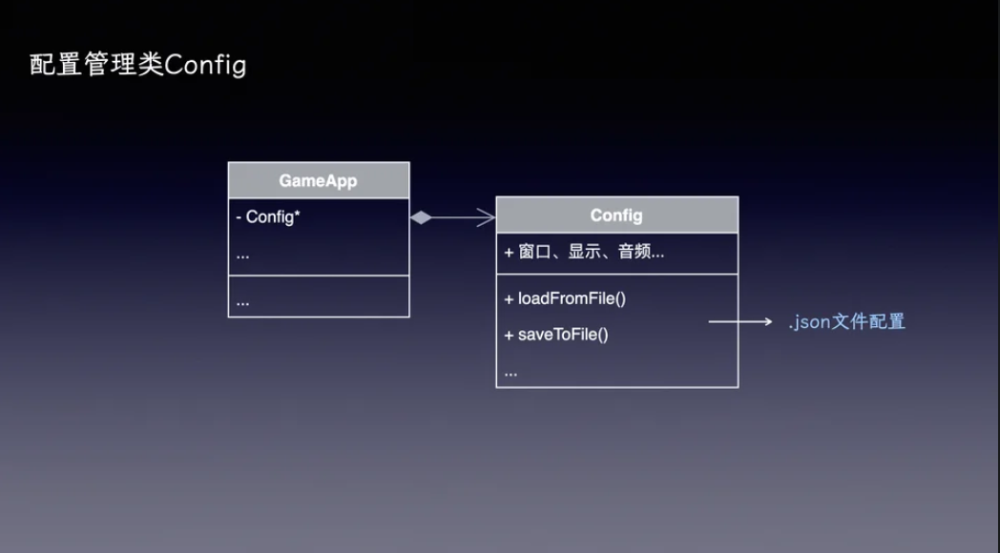 配置管理类Config
GameApp
- Config*
...
...
Config
+ 窗口、显示、音频...
+ loadFromFile()
+ saveToFile()
...
.json文件配置